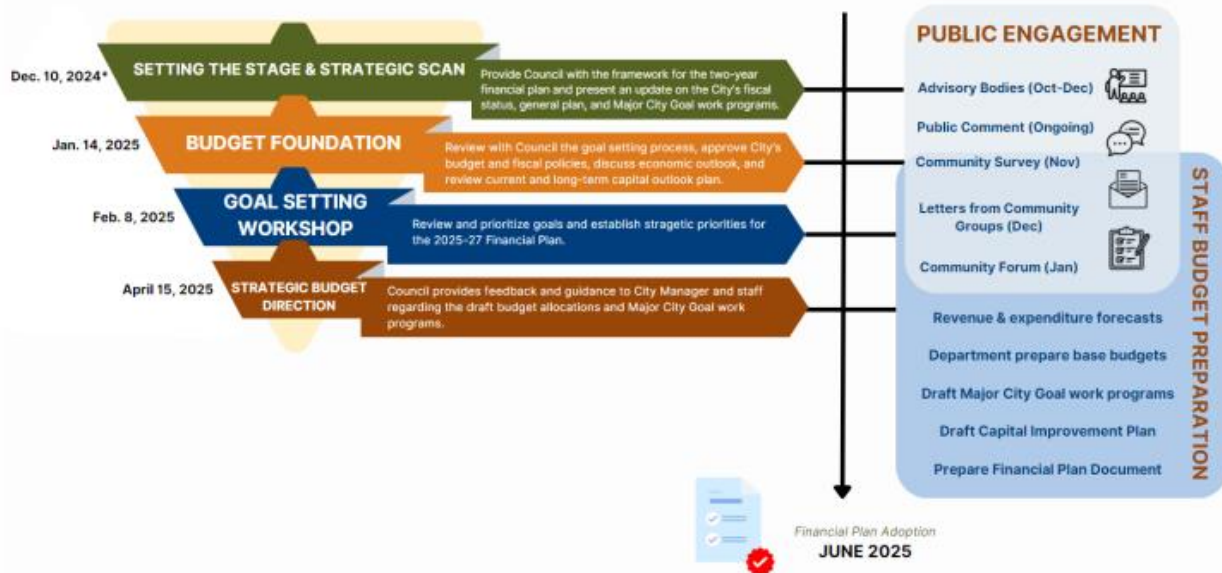 Dec. 10, 2024*
SETTING THE STAGE & STRATEGIC SCAN
Provide Council with the framework for the two-year
financial plan and present an update on the City's fiscal
status, general plan, and Major City Goal work programs.
Jan. 14, 2025
BUDGET FOUNDATION
Review with Council the goal setting process, approve City's
budget and fiscal policies, discuss economic outlook, and
review current and long-term capital outlook plan.
Feb. 8, 2025
GOAL SETTING
WORKSHOP
Review and prioritize goals and establish stragetic priorities for
the 2025-27 Financial Plan.
April 15, 2025
STRATEGIC BUDGET
DIRECTION
Council provides feedback and guidance to City Manager and staff
regarding the draft budget allocations and Major City Goal work
programs.
PUBLIC ENGAGEMENT
Advisory Bodies (Oct-Dec)
Public Comment (Ongoing)
Community Survey (Nov)
Letters from Community
Groups (Dec)
Community Forum (Jan)
STAFF BUDGET PREPARATION
Revenue & expenditure forecasts
Department prepare base budgets
Draft Major City Goal work programs
Draft Capital Improvement Plan
Prepare Financial Plan Document
Financial Plan Adoption
JUNE 2025